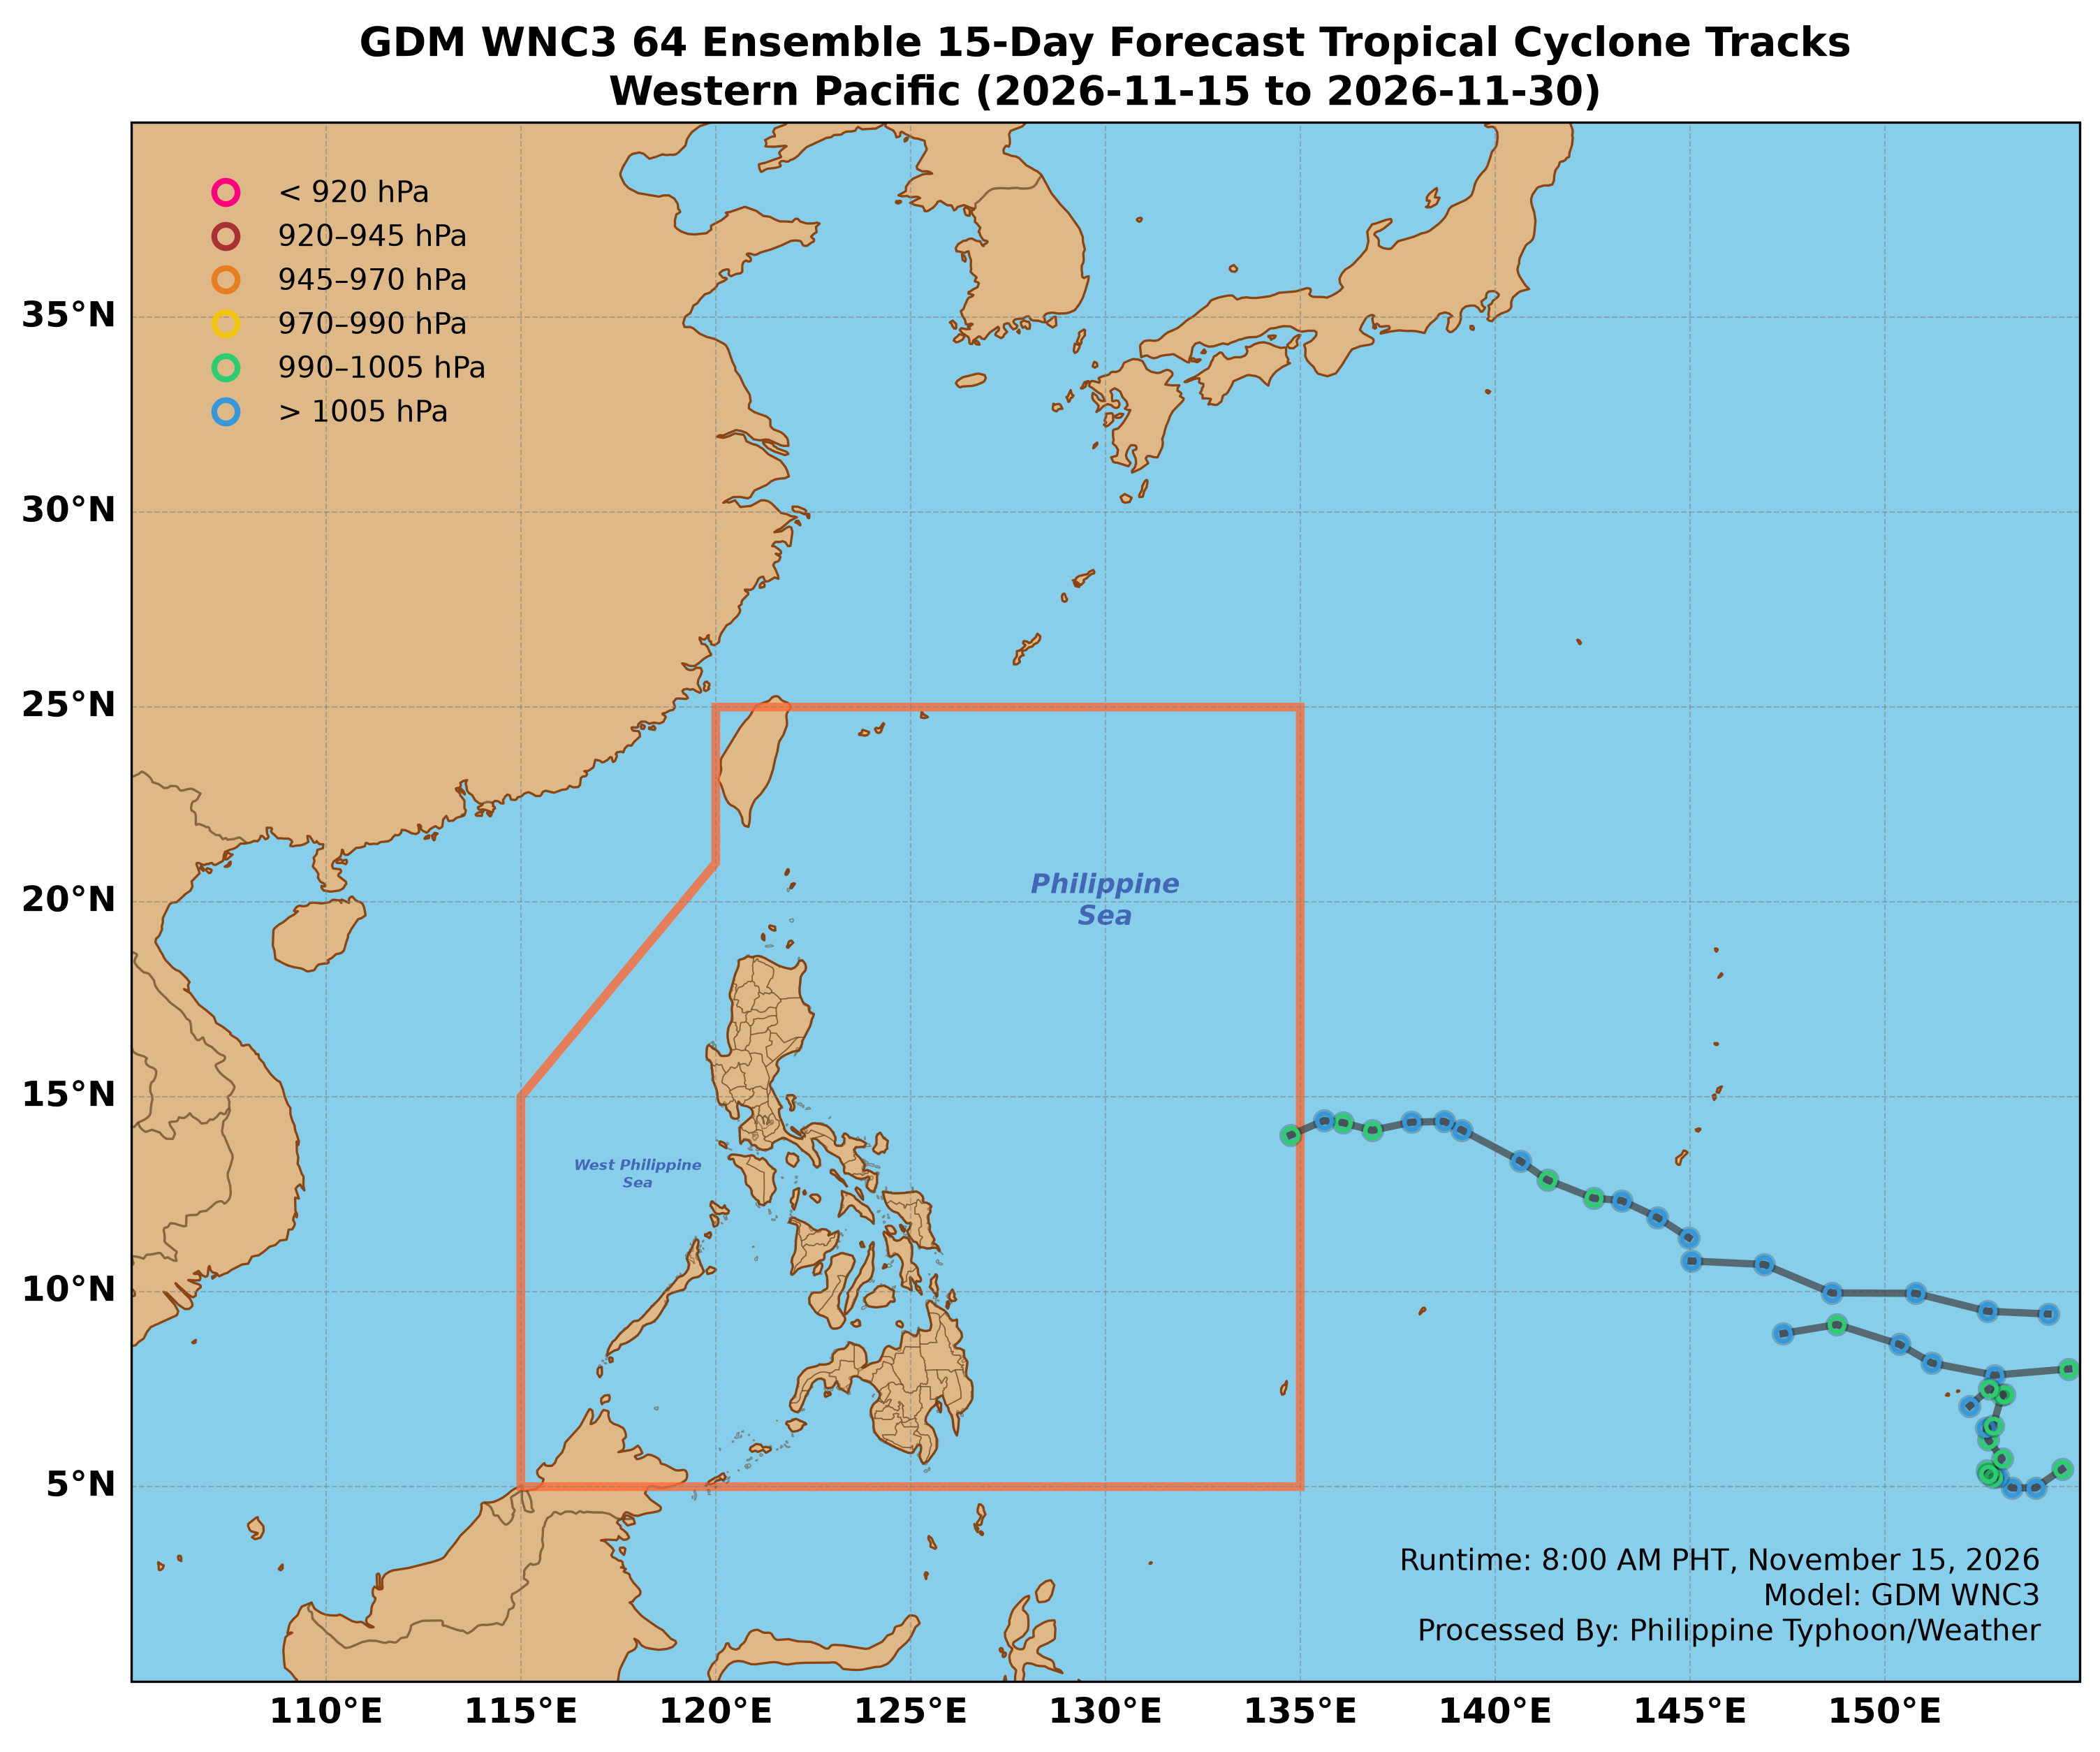 GDM WNC3 64 Ensemble 15-Day Forecast Tropical Cyclone Tracks
Western Pacific (2026-11-15 to 2026-11-30)
< 920 hPa
920–945 hPa
945–970 hPa
970–990 hPa
990–1005 hPa
> 1005 hPa
35°N
30°N
25°N
20°N
15°N
10°N
5°N
Philippine
Sea
West Philippine
Sea
Runtime: 8:00 AM PHT, November 15, 2026
Model: GDM WNC3
Processed By: Philippine Typhoon/Weather
110°E
115°E
120°E
125°E
130°E
135°E
140°E
145°E
150°E